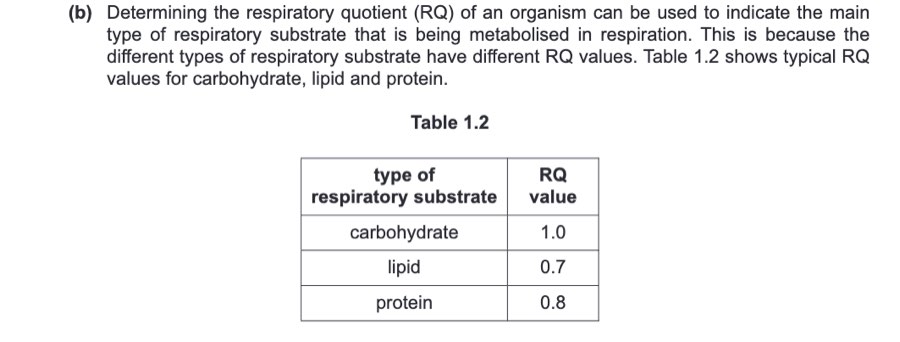 (b) Determining the respiratory quotient (RQ) of an organism can be used to indicate the main
type of respiratory substrate that is being metabolised in respiration. This is because the
different types of respiratory substrate have different RQ values. Table 1.2 shows typical RQ
values for carbohydrate, lipid and protein.
Table 1.2
type of RQ
respiratory substrate value
carbohydrate 1.0
lipid 0.7
protein 0.8